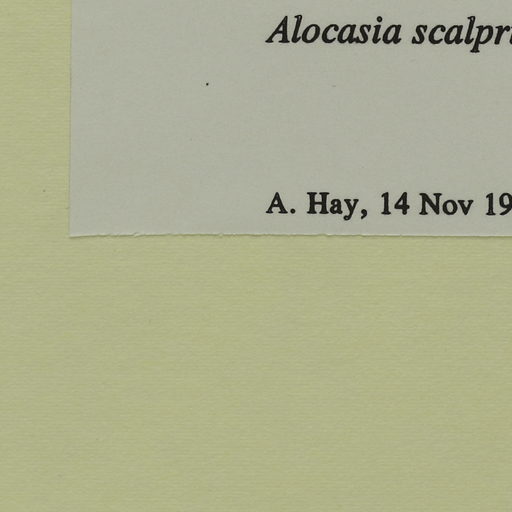 Alocasia scalpr
A. Hay, 14 Nov 19